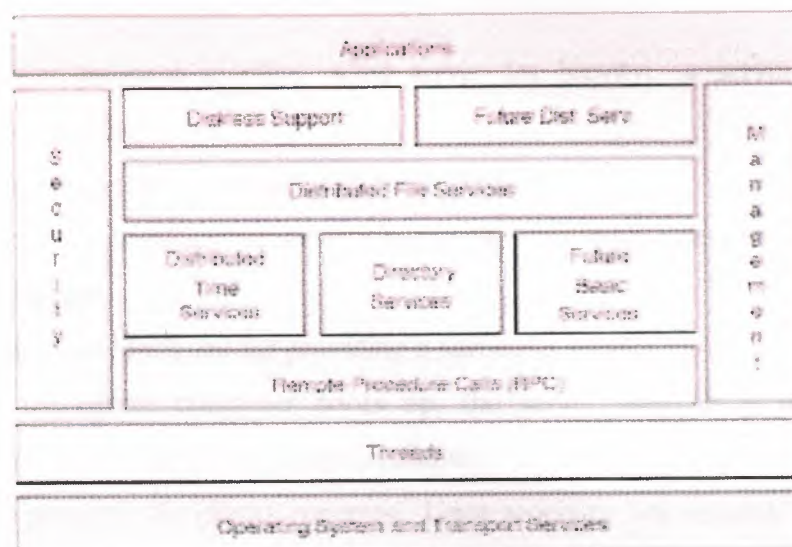 Applications
Security
Diskless Support
Future Dist. Serv.
Management
Distributed File Services
Distributed
Time
Services
Directory
Services
Future
Basic
Services
Remote Procedure Calls (RPC)
Threads
Operating System and Transport Services